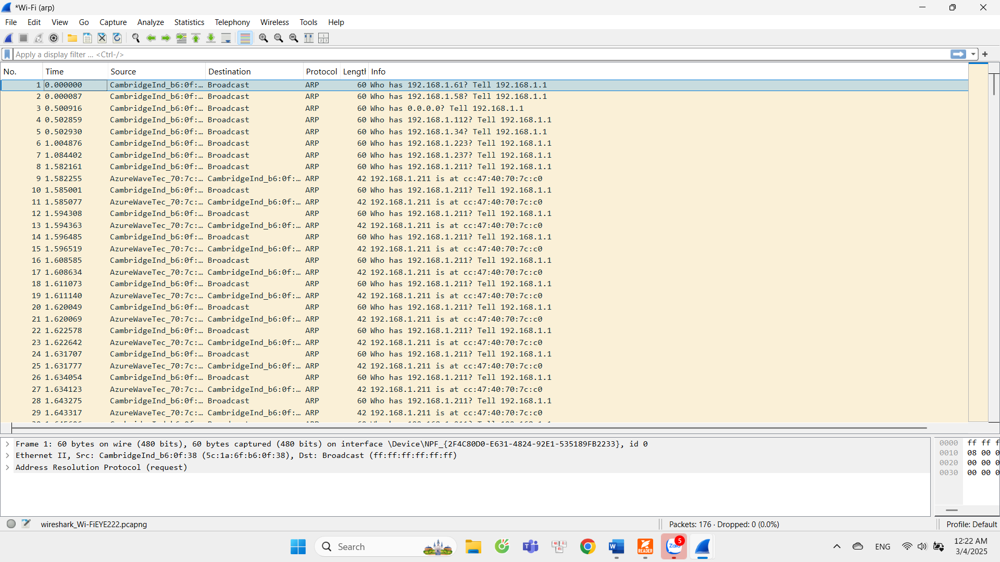 *Wi-Fi (arp)
File Edit View Go Capture Analyze Statistics Telephony Wireless Tools Help
Apply a display filter ... <Ctrl-/>
No. Time Source Destination Protocol Length Info
1 0.000000 CambridgeInd_b6:0f:… Broadcast ARP 60 Who has 192.168.1.61? Tell 192.168.1.1
2 0.000087 CambridgeInd_b6:0f:… Broadcast ARP 60 Who has 192.168.1.58? Tell 192.168.1.1
3 0.500916 CambridgeInd_b6:0f:… Broadcast ARP 60 Who has 0.0.0.0? Tell 192.168.1.1
4 0.502859 CambridgeInd_b6:0f:… Broadcast ARP 60 Who has 192.168.1.112? Tell 192.168.1.1
5 0.502930 CambridgeInd_b6:0f:… Broadcast ARP 60 Who has 192.168.1.34? Tell 192.168.1.1
6 1.004876 CambridgeInd_b6:0f:… Broadcast ARP 60 Who has 192.168.1.223? Tell 192.168.1.1
7 1.084402 CambridgeInd_b6:0f:… Broadcast ARP 60 Who has 192.168.1.237? Tell 192.168.1.1
8 1.582161 CambridgeInd_b6:0f:… Broadcast ARP 60 Who has 192.168.1.211? Tell 192.168.1.1
9 1.582255 AzureWaveTec_70:7c:… CambridgeInd_b6:0f:… ARP 42 192.168.1.211 is at cc:47:40:70:7c:c0
10 1.585001 CambridgeInd_b6:0f:… Broadcast ARP 60 Who has 192.168.1.211? Tell 192.168.1.1
11 1.585077 AzureWaveTec_70:7c:… CambridgeInd_b6:0f:… ARP 42 192.168.1.211 is at cc:47:40:70:7c:c0
12 1.594308 CambridgeInd_b6:0f:… Broadcast ARP 60 Who has 192.168.1.211? Tell 192.168.1.1
13 1.594363 AzureWaveTec_70:7c:… CambridgeInd_b6:0f:… ARP 42 192.168.1.211 is at cc:47:40:70:7c:c0
14 1.596485 CambridgeInd_b6:0f:… Broadcast ARP 60 Who has 192.168.1.211? Tell 192.168.1.1
15 1.596519 AzureWaveTec_70:7c:… CambridgeInd_b6:0f:… ARP 42 192.168.1.211 is at cc:47:40:70:7c:c0
16 1.608585 CambridgeInd_b6:0f:… Broadcast ARP 60 Who has 192.168.1.211? Tell 192.168.1.1
17 1.608634 AzureWaveTec_70:7c:… CambridgeInd_b6:0f:… ARP 42 192.168.1.211 is at cc:47:40:70:7c:c0
18 1.611073 CambridgeInd_b6:0f:… Broadcast ARP 60 Who has 192.168.1.211? Tell 192.168.1.1
19 1.611140 AzureWaveTec_70:7c:… CambridgeInd_b6:0f:… ARP 42 192.168.1.211 is at cc:47:40:70:7c:c0
20 1.620049 CambridgeInd_b6:0f:… Broadcast ARP 60 Who has 192.168.1.211? Tell 192.168.1.1
21 1.620069 AzureWaveTec_70:7c:… CambridgeInd_b6:0f:… ARP 42 192.168.1.211 is at cc:47:40:70:7c:c0
22 1.622578 CambridgeInd_b6:0f:… Broadcast ARP 60 Who has 192.168.1.211? Tell 192.168.1.1
23 1.622642 AzureWaveTec_70:7c:… CambridgeInd_b6:0f:… ARP 42 192.168.1.211 is at cc:47:40:70:7c:c0
24 1.631707 CambridgeInd_b6:0f:… Broadcast ARP 60 Who has 192.168.1.211? Tell 192.168.1.1
25 1.631777 AzureWaveTec_70:7c:… CambridgeInd_b6:0f:… ARP 42 192.168.1.211 is at cc:47:40:70:7c:c0
26 1.634054 CambridgeInd_b6:0f:… Broadcast ARP 60 Who has 192.168.1.211? Tell 192.168.1.1
27 1.634123 AzureWaveTec_70:7c:… CambridgeInd_b6:0f:… ARP 42 192.168.1.211 is at cc:47:40:70:7c:c0
28 1.643275 CambridgeInd_b6:0f:… Broadcast ARP 60 Who has 192.168.1.211? Tell 192.168.1.1
29 1.643317 AzureWaveTec_70:7c:… CambridgeInd_b6:0f:… ARP 42 192.168.1.211 is at cc:47:40:70:7c:c0
Frame 1: 60 bytes on wire (480 bits), 60 bytes captured (480 bits) on interface \Device\NPF_{2F4C80D0-E631-4824-92E1-535189FB2233}, id 0
Ethernet II, Src: CambridgeInd_b6:0f:38 (5c:1a:6f:b6:0f:38), Dst: Broadcast (ff:ff:ff:ff:ff:ff)
Address Resolution Protocol (request)
0000 ff ff f
0010 08 00 0
0020 00 00 0
0030 00 00 0
wireshark_Wi-FiEYE222.pcapng
Packets: 176 · Dropped: 0 (0.0%)
Profile: Default
Search
READER
Zalo
5
ENG
12:22 AM
3/4/2025